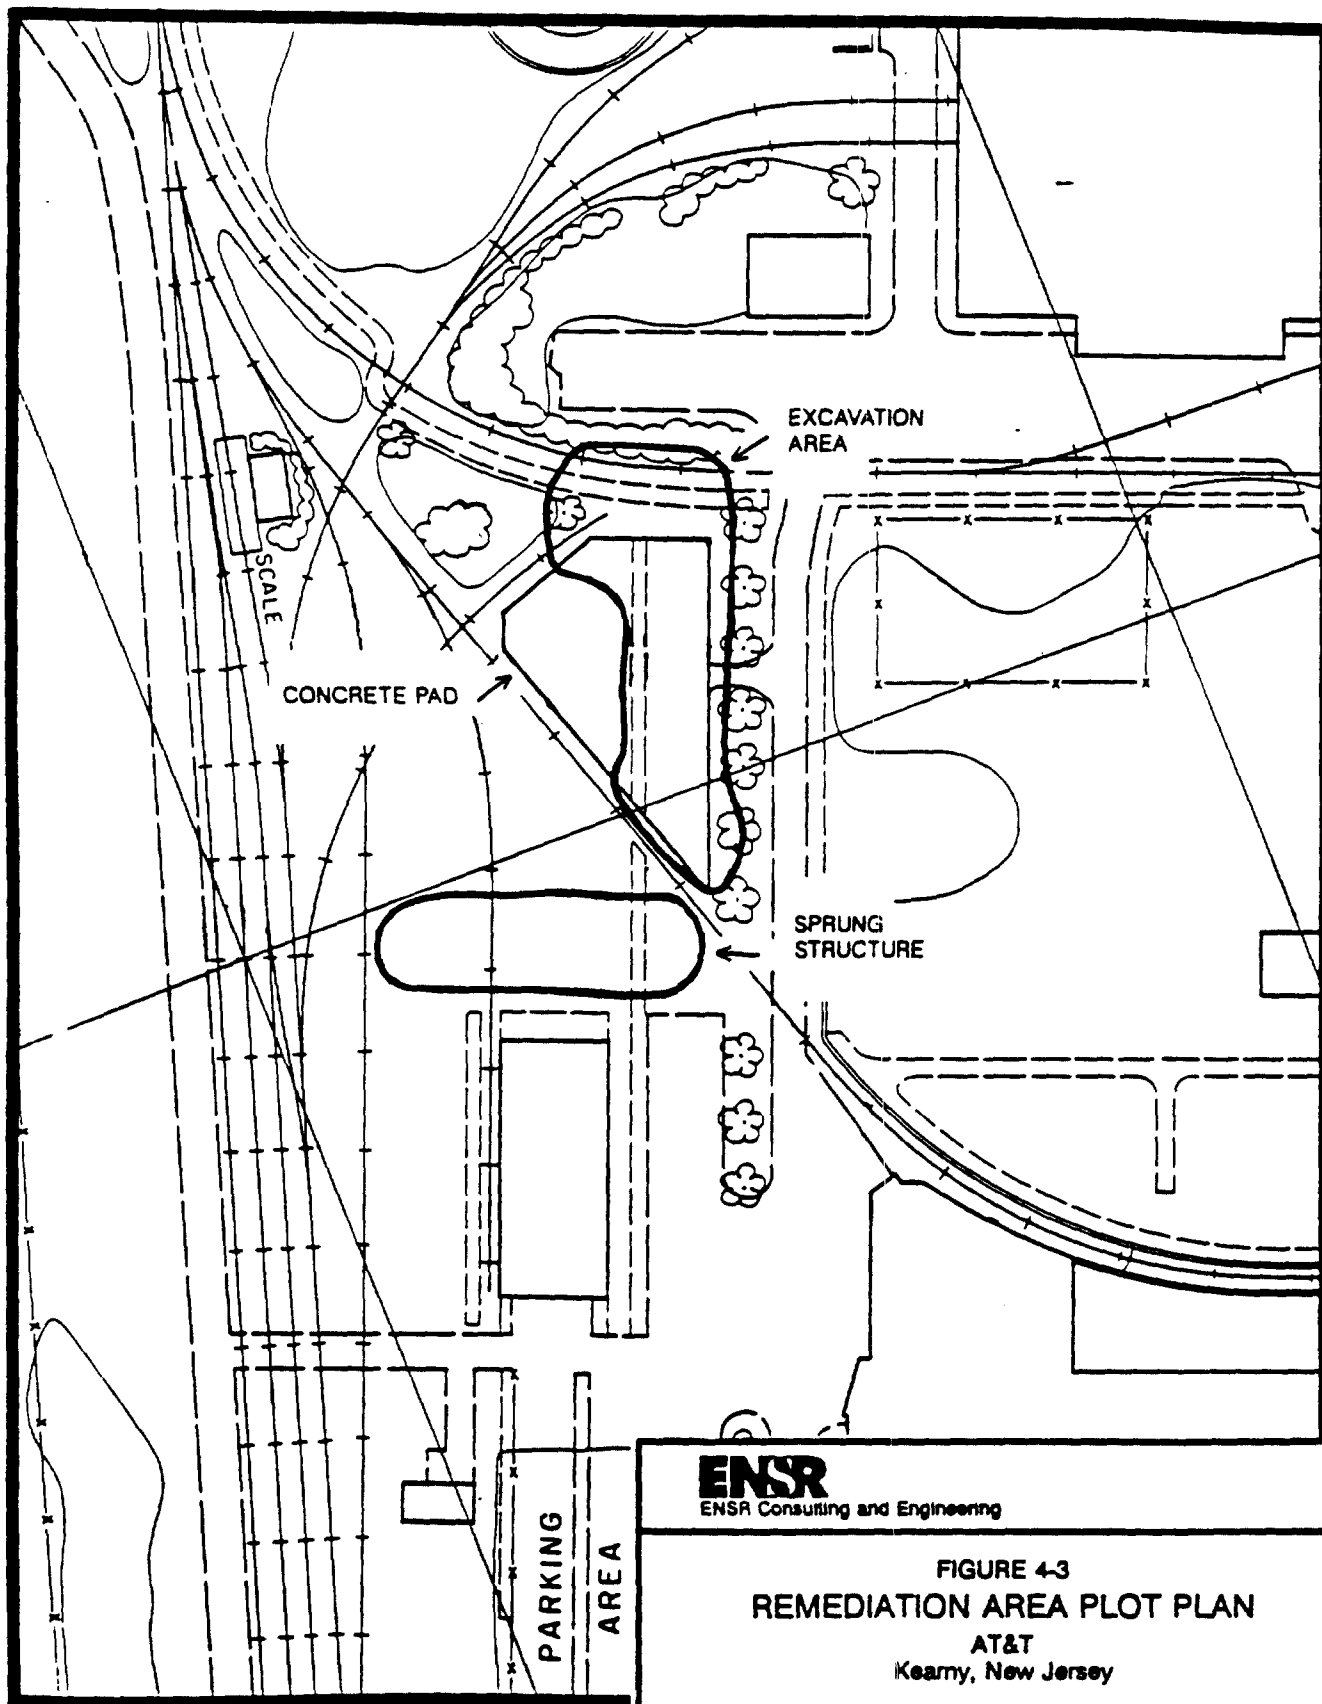 EXCAVATION
AREA
SCALE
CONCRETE PAD
SPRUNG
STRUCTURE
PARKING
AREA
ENSR
ENSR Consulting and Engineering
FIGURE 4-3
REMEDIATION AREA PLOT PLAN
AT&T
Kearny, New Jersey